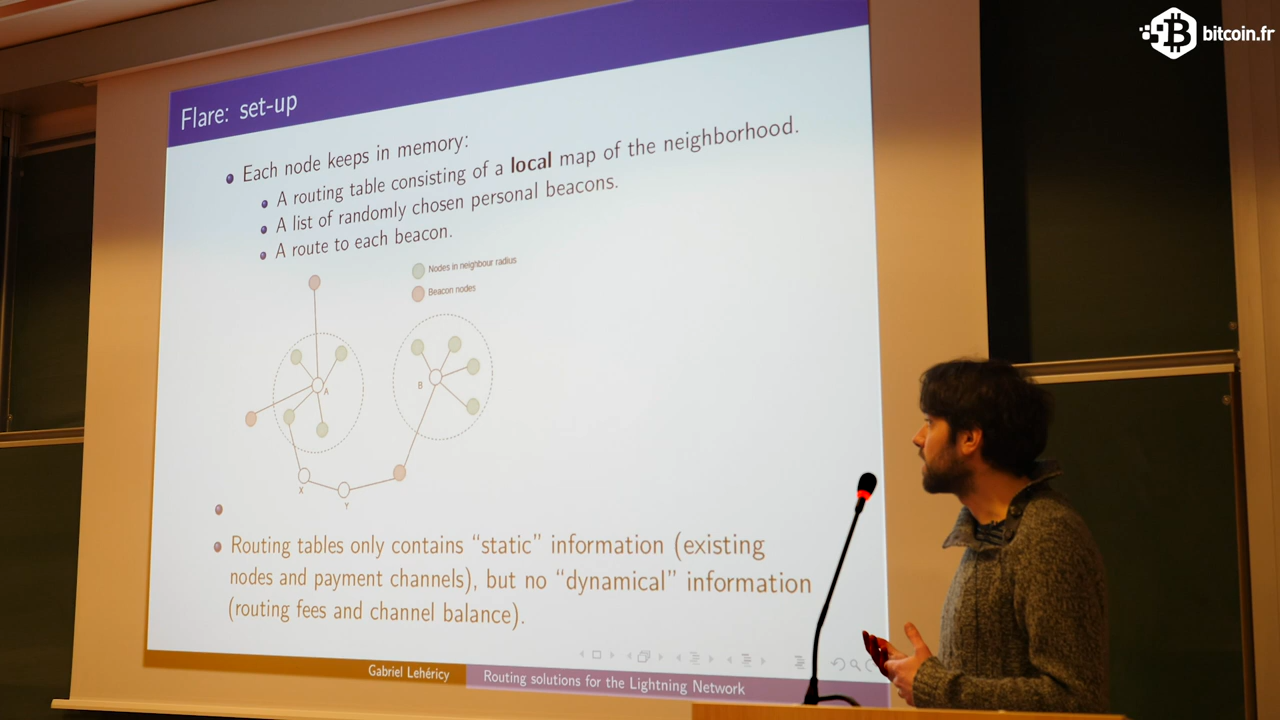 bitcoin.fr
Flare: set-up
Each node keeps in memory:
A routing table consisting of a local map of the neighborhood.
A list of randomly chosen personal beacons.
A route to each beacon.
Nodes in neighbour radius
Beacon nodes
A
B
X
Y
Routing tables only contains “static” information (existing
nodes and payment channels), but no “dynamical” information
(routing fees and channel balance).
Gabriel Lehéricy
Routing solutions for the Lightning Network